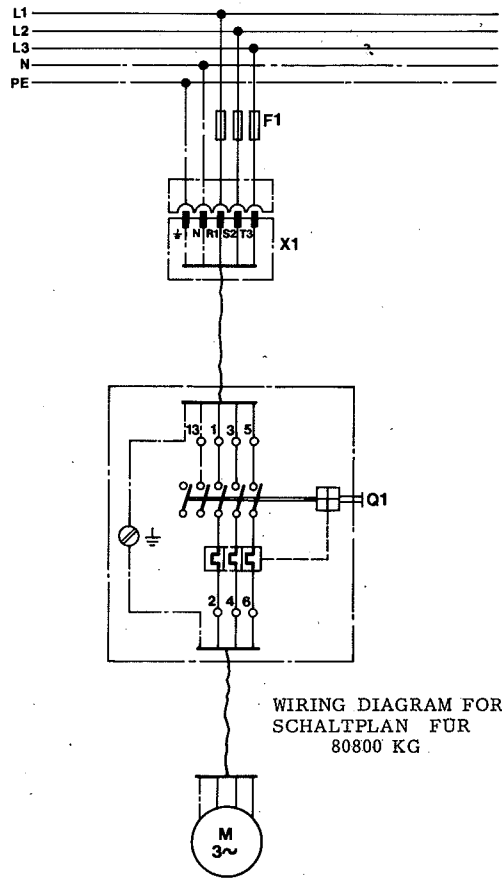 L1
L2
L3
N
PE
F1
N R1 S2 T3
X1
13 1 3 5
Q1
2 4 6
WIRING DIAGRAM FOR
SCHALTPLAN FÜR
80800 KG
M
3~